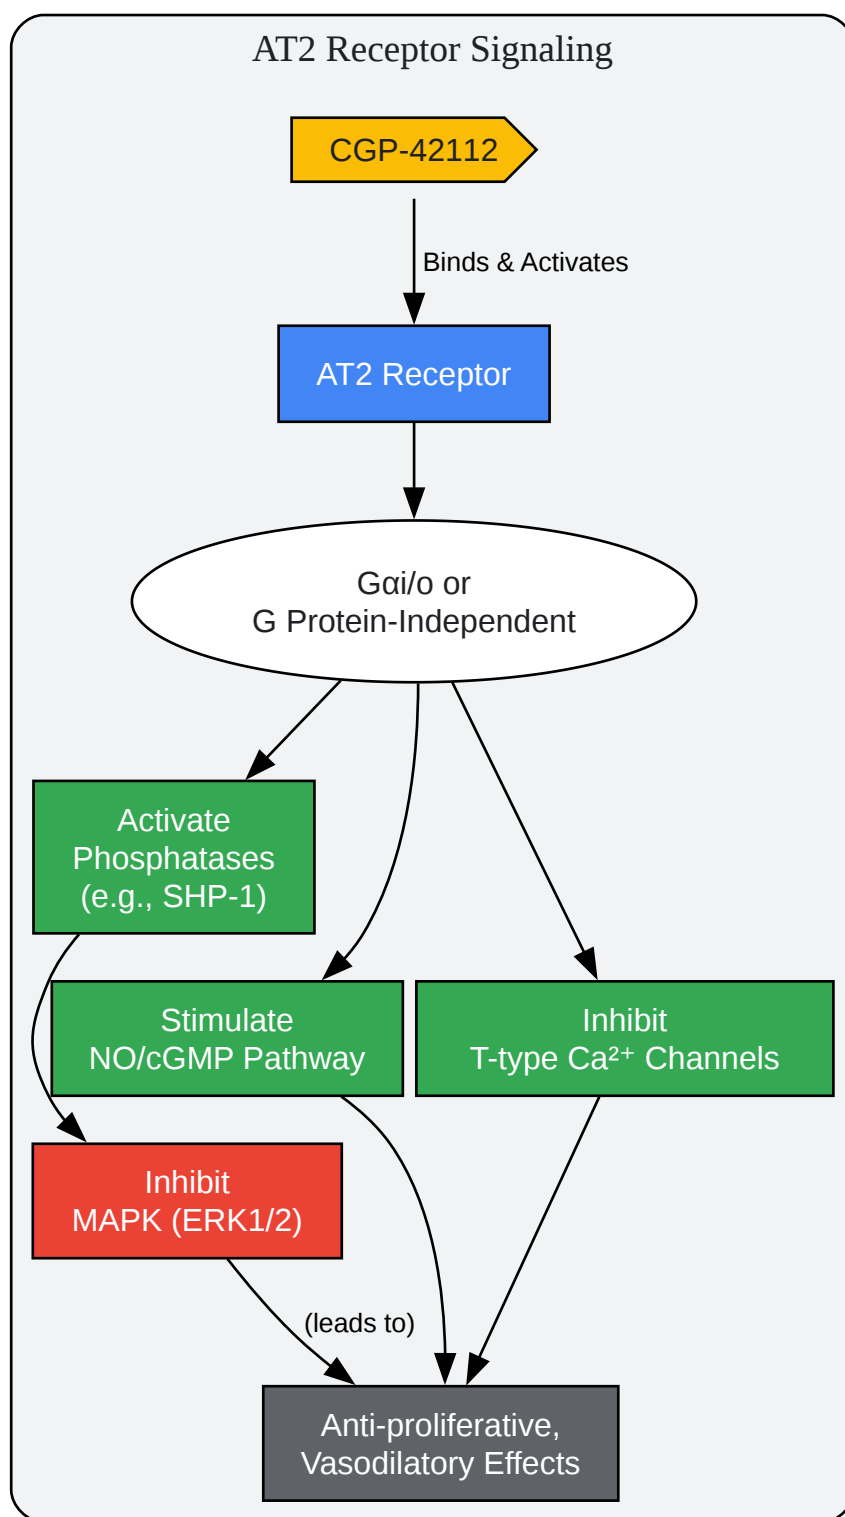 AT2 Receptor Signaling
CGP-42112
Binds & Activates
AT2 Receptor
Gαi/o or
G Protein-Independent
Activate
Phosphatases
(e.g., SHP-1)
Stimulate
NO/cGMP Pathway
Inhibit
T-type Ca²⁺ Channels
Inhibit
MAPK (ERK1/2)
(leads to)
Anti-proliferative,
Vasodilatory Effects